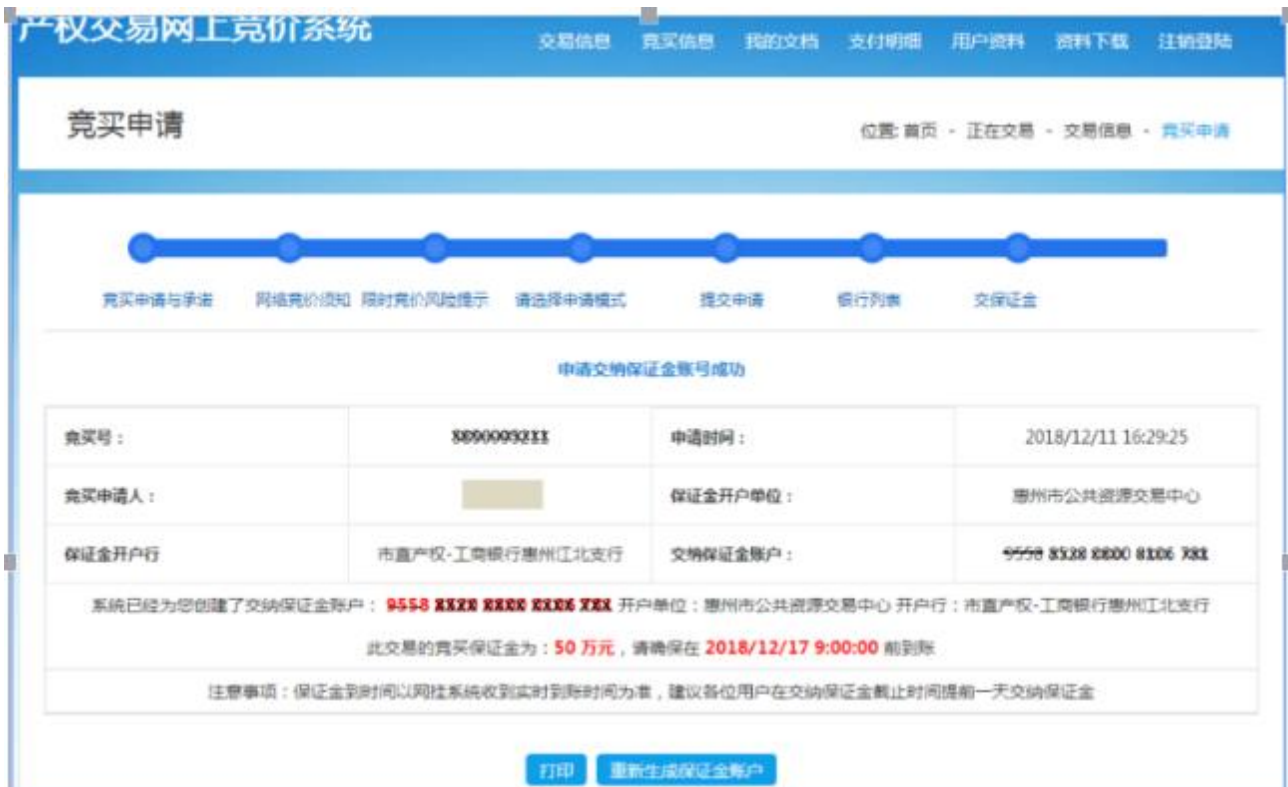 产权交易网上竞价系统
交易信息 竞买信息 我的文档 支付明细 用户资料 资料下载 注销登陆
竞买申请
位置: 首页 - 正在交易 - 交易信息 - 竞买申请
竞买申请与承诺 网络竞价须知 限时竞价风险提示 请选择申请模式 提交申请 银行列表 交保证金
申请交纳保证金账号成功
竞买号： 申请时间： 2018/12/11 16:29:25
竞买申请人： 保证金开户单位： 惠州市公共资源交易中心
保证金开户行 市直产权-工商银行惠州江北支行 交纳保证金账户： 9558
系统已经为您创建了交纳保证金账户： 9558 开户单位：惠州市公共资源交易中心 开户行：市直产权-工商银行惠州江北支行
此交易的竞买保证金为：50 万元，请确保在 2018/12/17 9:00:00 前到账
注意事项：保证金到时间以网挂系统收到实时到账时间为准，建议各位用户在交纳保证金截止时间提前一天交纳保证金
打印 重新生成保证金账户